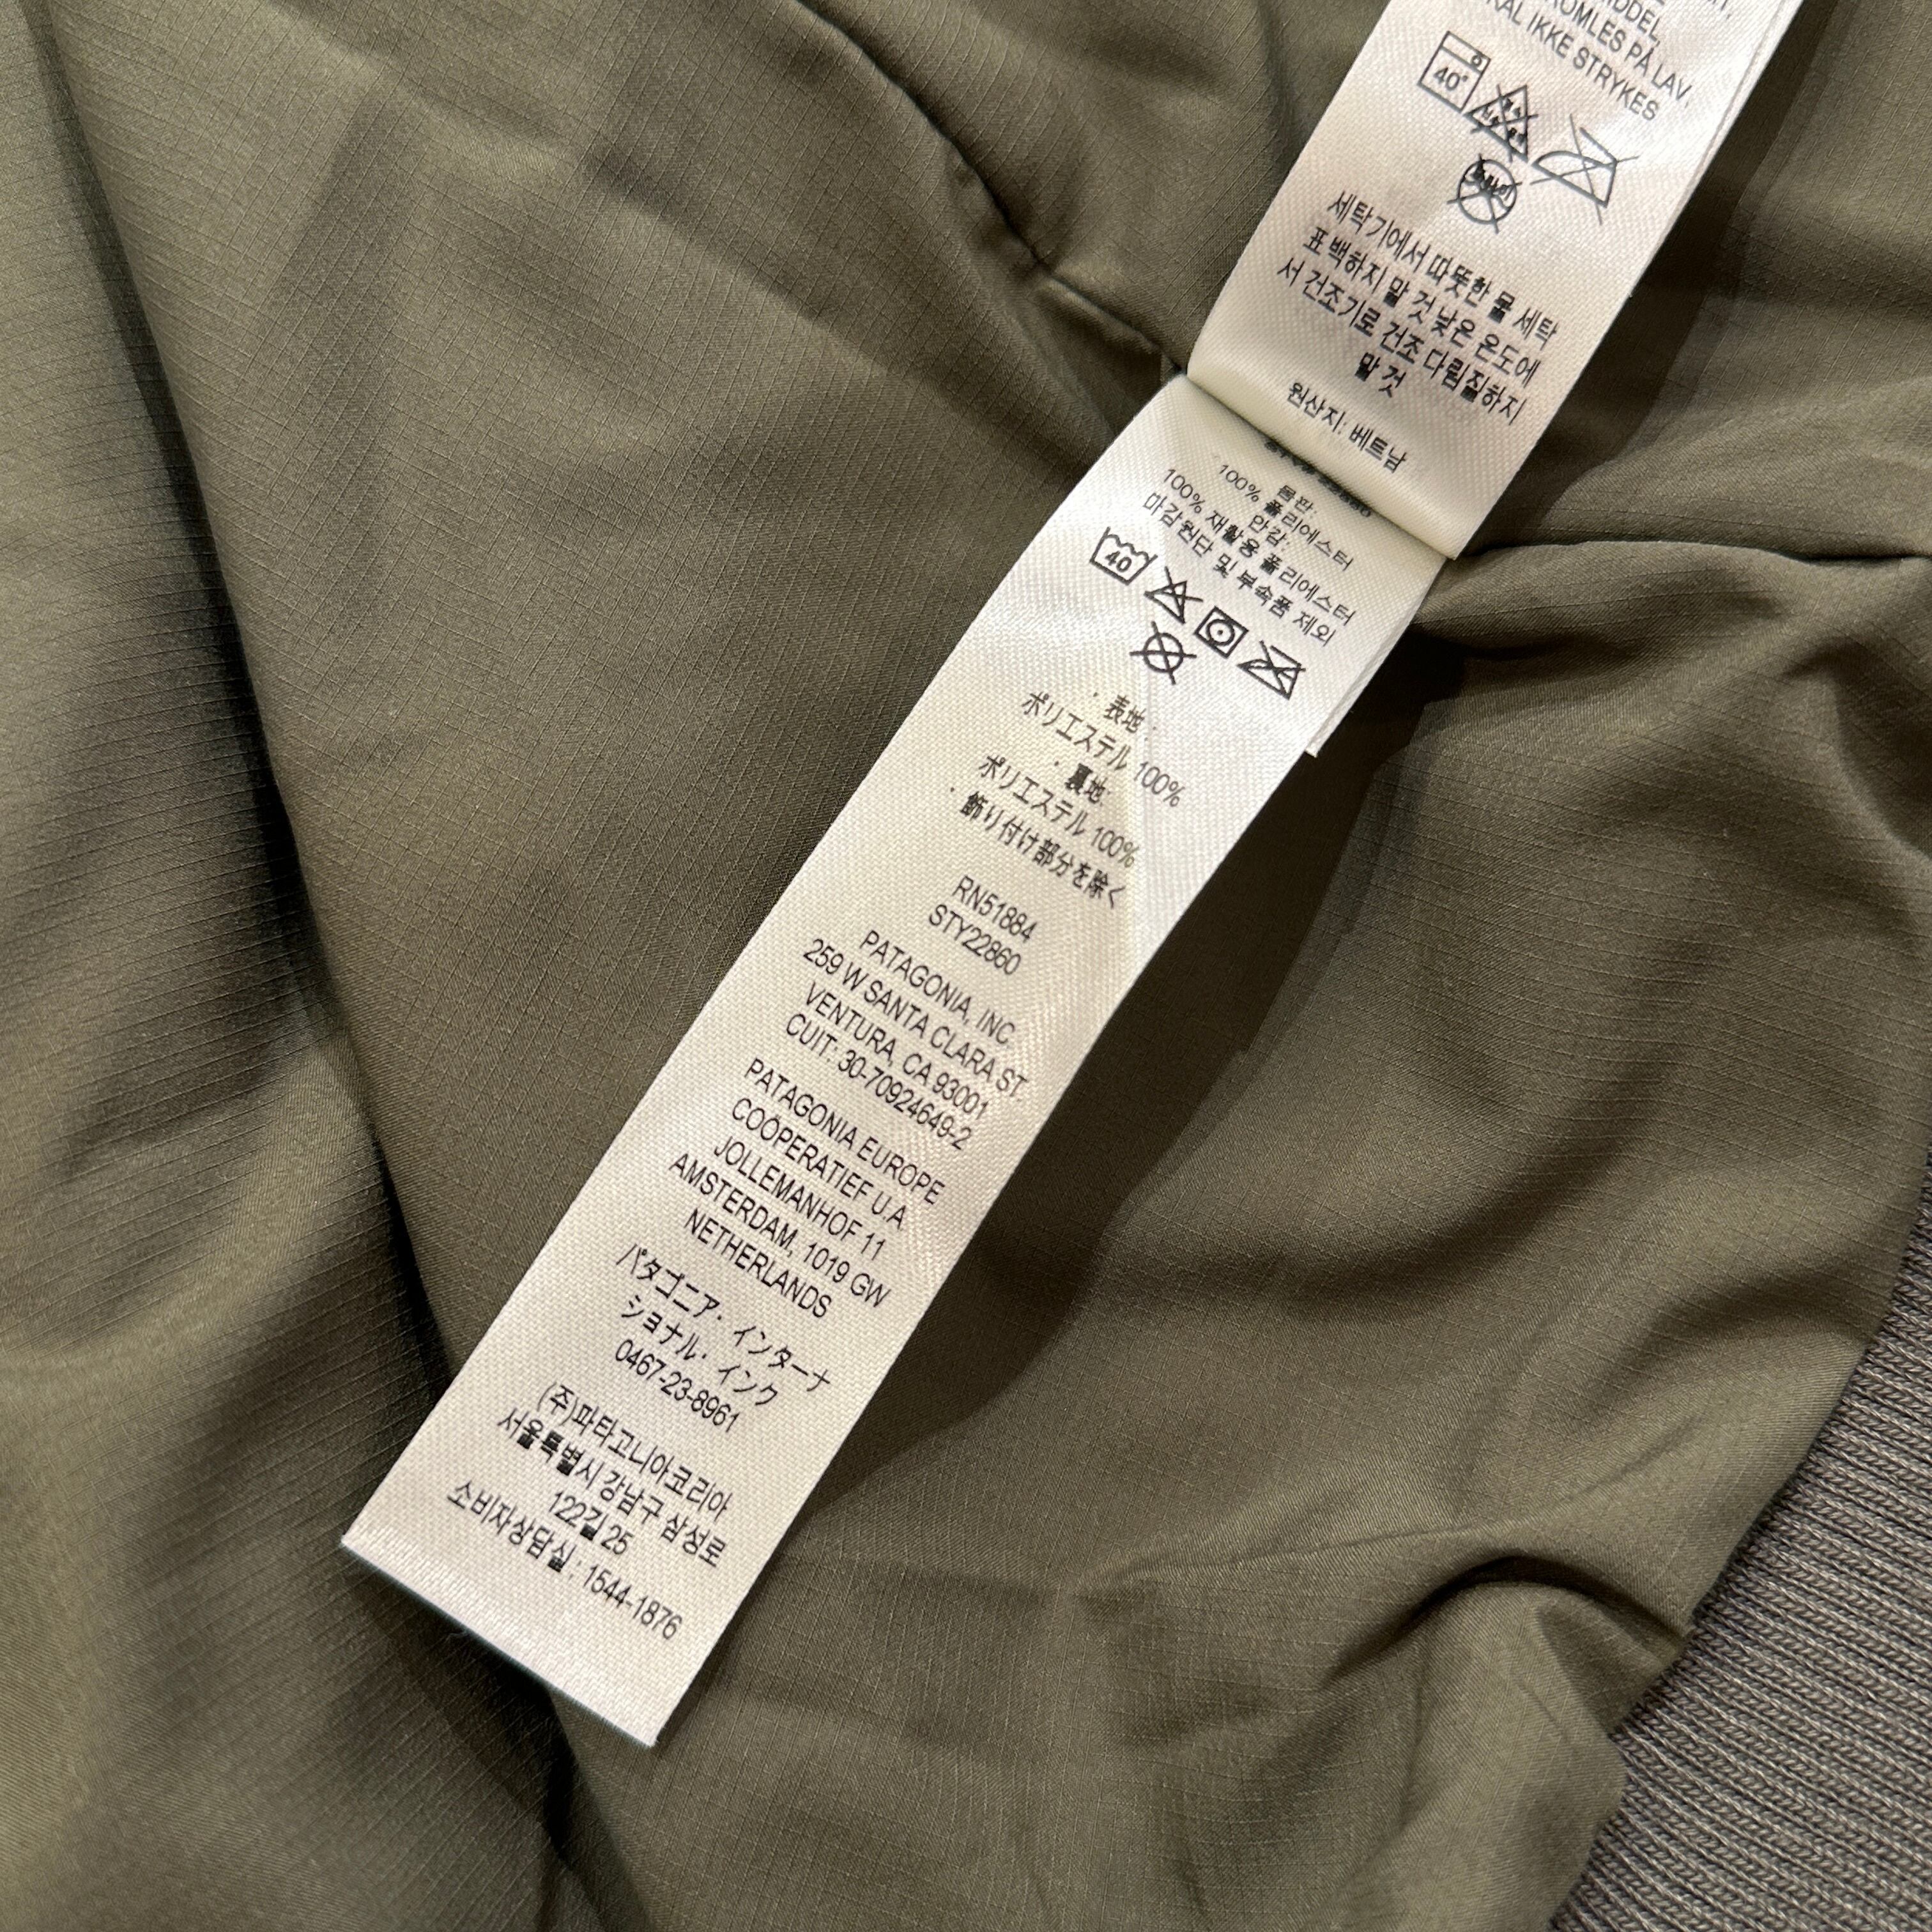 IDDEL,
ROMLES PÅ LAV,
KAL IKKE STRYKES
40°
세탁기에서 따뜻한 물 세탁
표백하지 말 것 낮은 온도에
서 건조기로 건조 다림질하지
말 것
원산지: 베트남
몸판:
100% 폴리에스터
안감:
100% 재활용 폴리에스터
마감원단 및 부속품 제외
40
· 表地 :
ポリエステル 100%
· 裏地:
ポリエステル 100%
· 飾り付け部分を除く
RN51884
STY22860
PATAGONIA, INC.
259 W SANTA CLARA ST.
VENTURA, CA 93001
CUIT: 30-70924649-2
PATAGONIA EUROPE
COÖPERATIEF U.A.
JOLLEMANHOF 11
AMSTERDAM, 1019 GW
NETHERLANDS
パタゴニア・インターナ
ショナル・インク
0467-23-8961
(주)파타고니아코리아
서울특별시 강남구 삼성로
122길 25
소비자상담실 : 1544-1876